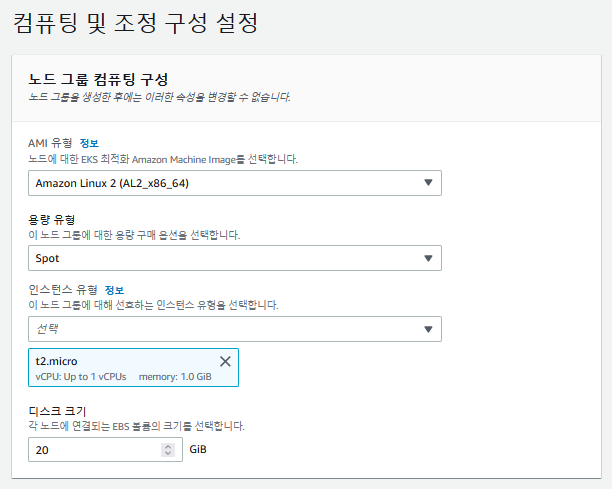 컴퓨팅 및 조정 구성 설정
노드 그룹 컴퓨팅 구성
노드 그룹을 생성한 후에는 이러한 속성을 변경할 수 없습니다.
AMI 유형 정보
노드에 대한 EKS 최적화 Amazon Machine Image를 선택합니다.
Amazon Linux 2 (AL2_x86_64)
용량 유형
이 노드 그룹에 대한 용량 구매 옵션을 선택합니다.
Spot
인스턴스 유형 정보
이 노드 그룹에 대해 선호하는 인스턴스 유형을 선택합니다.
선택
t2.micro
vCPU: Up to 1 vCPUs memory: 1.0 GiB
디스크 크기
각 노드에 연결되는 EBS 볼륨의 크기를 선택합니다.
20 GiB